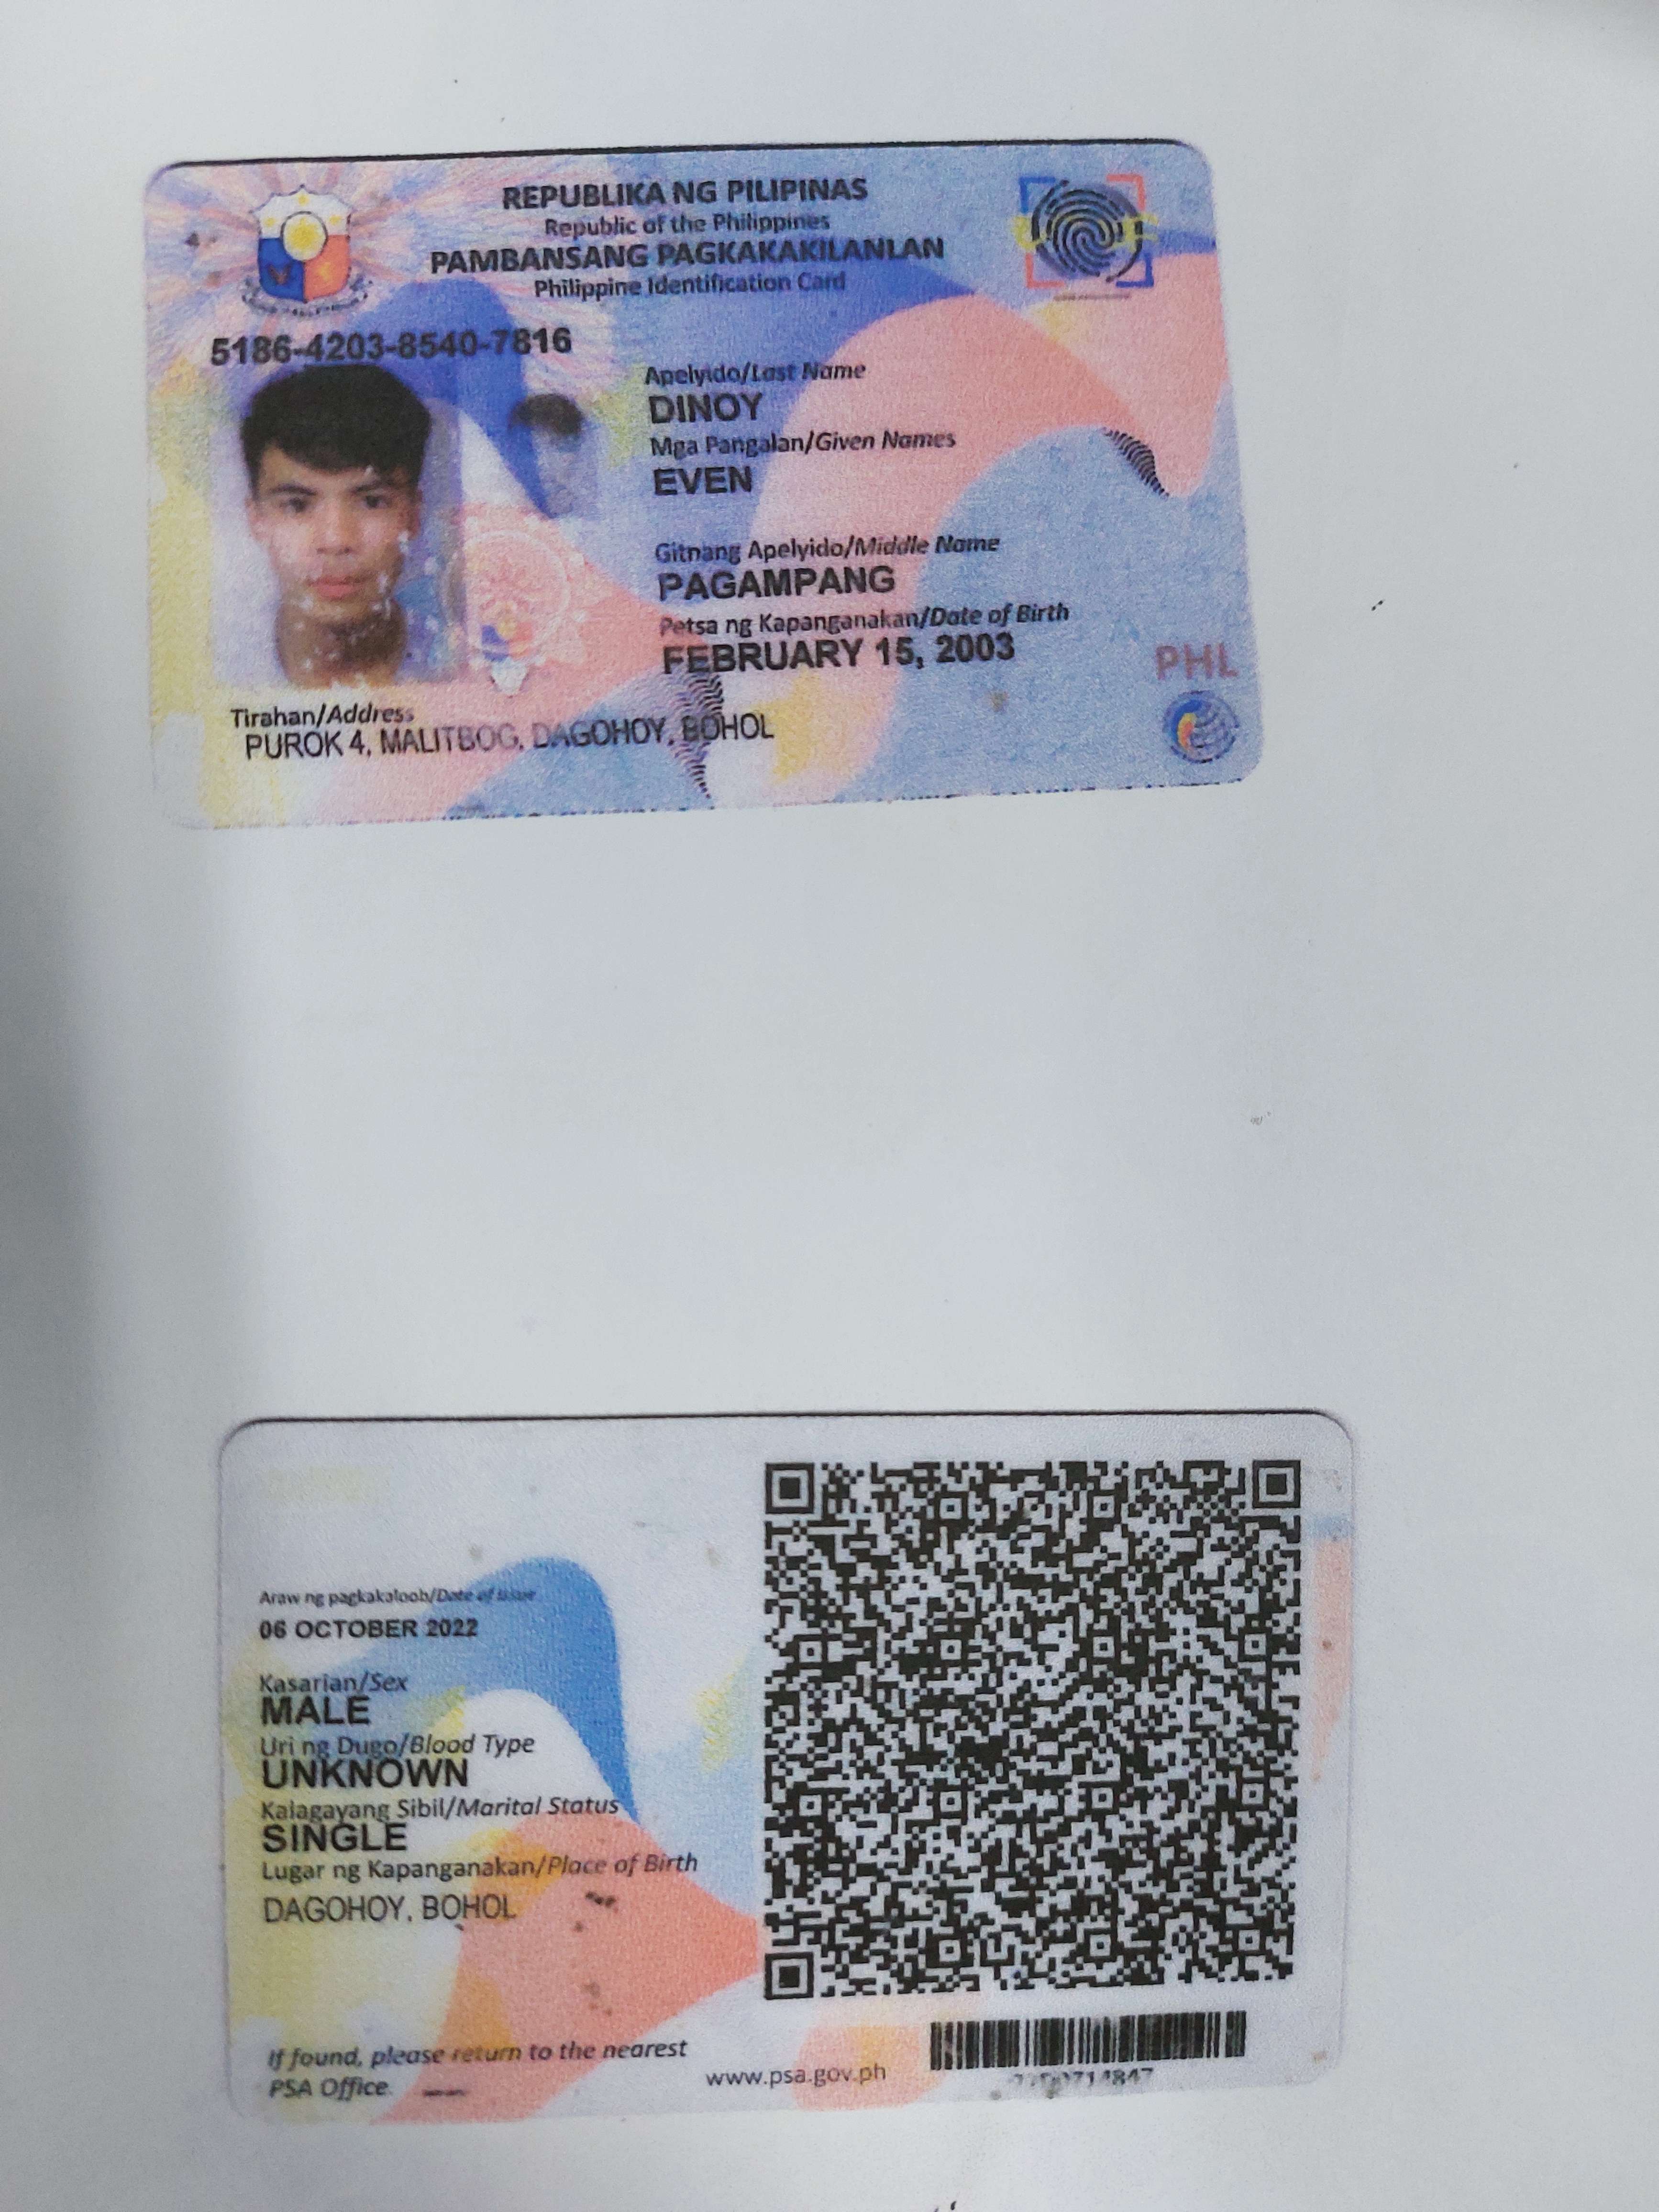 REPUBLIKA NG PILIPINAS
Republic of the Philippines
PAMBANSANG PAGKAKAKILANLAN
Philippine Identification Card
5186-4203-8540-7816
Apelyido/Last Name
DINOY
Mga Pangalan/Given Names
EVEN
Gitnang Apelyido/Middle Name
PAGAMPANG
Petsa ng Kapanganakan/Date of Birth
FEBRUARY 15, 2003
PHL
Tirahan/Address
PUROK 4, MALITBOG, DAGOHOY, BOHOL
Araw ng pagkakaloob/Date of Issue
06 OCTOBER 2022
Kasarian/Sex
MALE
Uri ng Dugo/Blood Type
UNKNOWN
Kalagayang Sibil/Marital Status
SINGLE
Lugar ng Kapanganakan/Place of Birth
DAGOHOY, BOHOL
If found, please return to the nearest
PSA Office.
www.psa.gov.ph